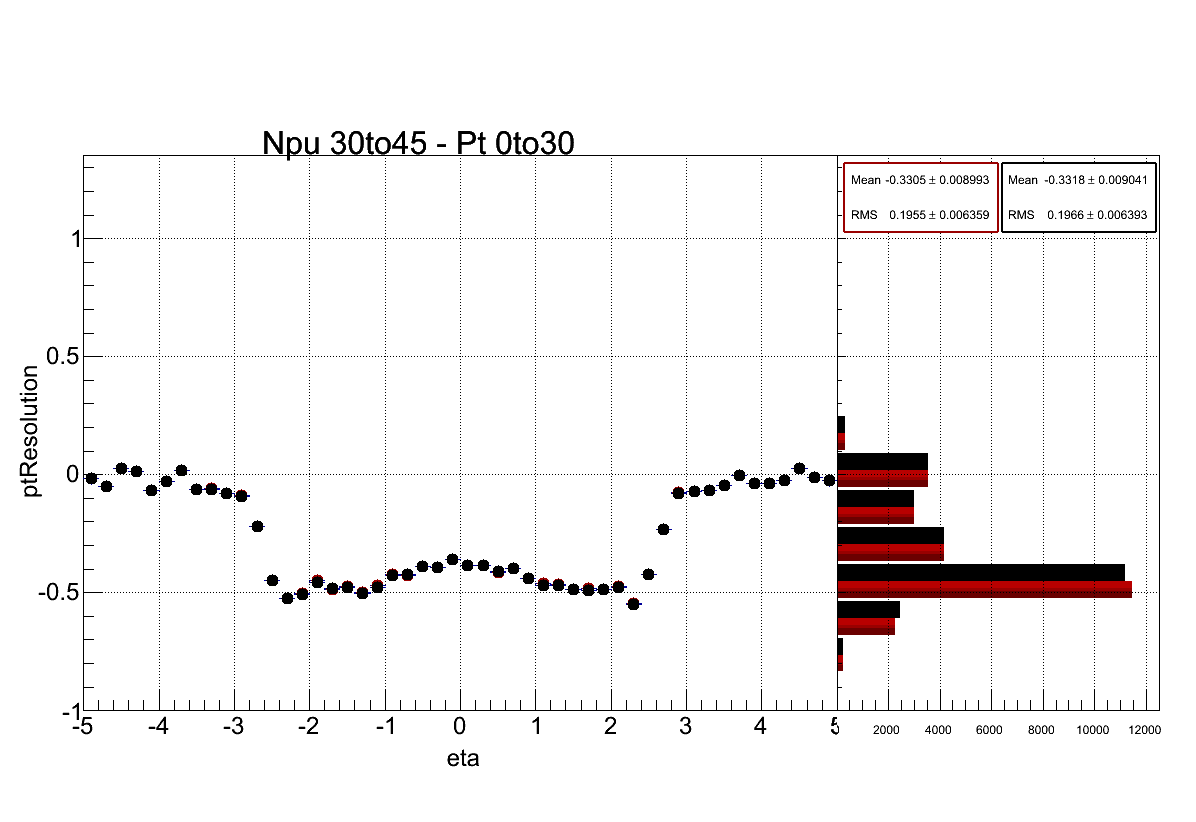 Npu 30to45 - Pt 0to30
Mean -0.3305 ± 0.008993
RMS 0.1955 ± 0.006359
Mean -0.3318 ± 0.009041
RMS 0.1966 ± 0.006393
ptResolution
1
0.5
0
-0.5
-1
-5 -4 -3 -2 -1 0 1 2 3 4 5
2000 4000 6000 8000 10000 12000
eta